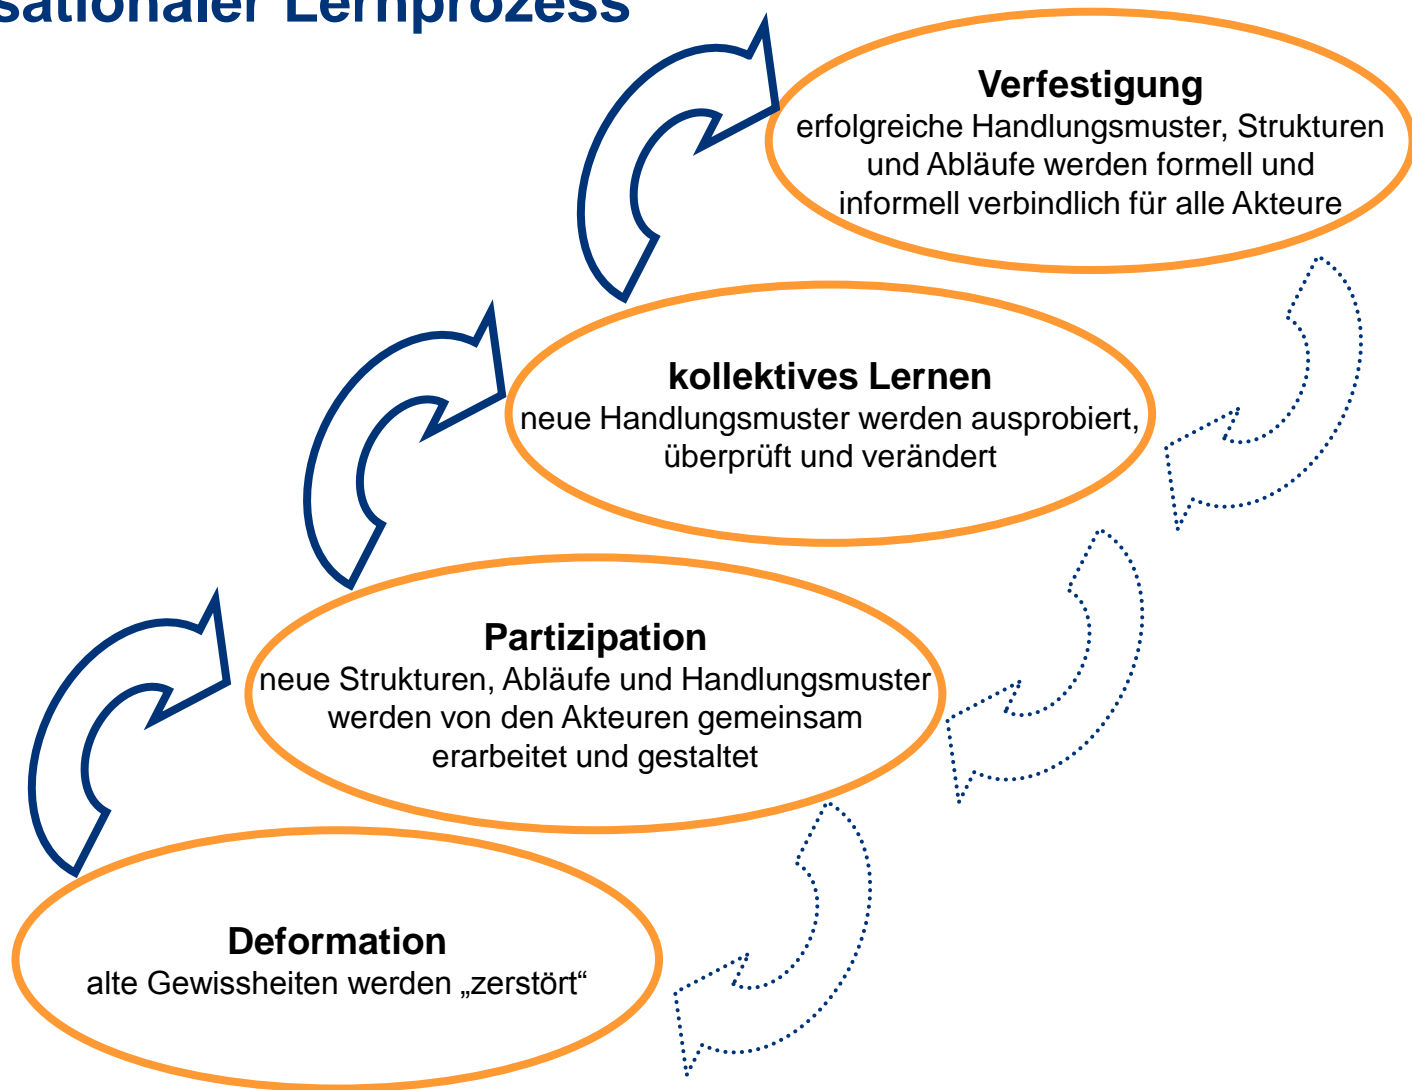 sationaler Lernprozess
Verfestigung
erfolgreiche Handlungsmuster, Strukturen
und Abläufe werden formell und
informell verbindlich für alle Akteure
kollektives Lernen
neue Handlungsmuster werden ausprobiert,
überprüft und verändert
Partizipation
neue Strukturen, Abläufe und Handlungsmuster
werden von den Akteuren gemeinsam
erarbeitet und gestaltet
Deformation
alte Gewissheiten werden „zerstört“